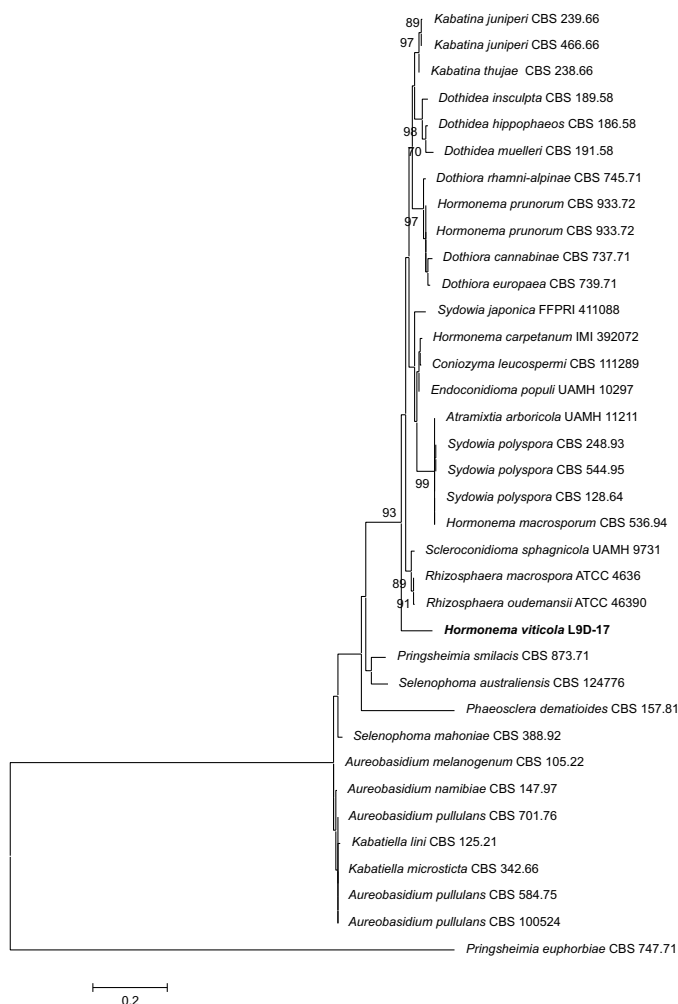 89
Kabatina juniperi CBS 239.66
97
Kabatina juniperi CBS 466.66
Kabatina thujae CBS 238.66
Dothidea insculpta CBS 189.58
Dothidea hippophaeos CBS 186.58
98
70
Dothidea muelleri CBS 191.58
Dothiora rhamni-alpinae CBS 745.71
Hormonema prunorum CBS 933.72
97
Hormonema prunorum CBS 933.72
Dothiora cannabinae CBS 737.71
Dothiora europaea CBS 739.71
Sydowia japonica FFPRI 411088
Hormonema carpetanum IMI 392072
Coniozyma leucospermi CBS 111289
Endoconidioma populi UAMH 10297
Atramixtia arboricola UAMH 11211
Sydowia polyspora CBS 248.93
Sydowia polyspora CBS 544.95
99
Sydowia polyspora CBS 128.64
93
Hormonema macrosporum CBS 536.94
Scleroconidioma sphagnicola UAMH 9731
89
Rhizosphaera macrospora ATCC 4636
91
Rhizosphaera oudemansii ATCC 46390
Hormonema viticola L9D-17
Pringsheimia smilacis CBS 873.71
Selenophoma australiensis CBS 124776
Phaeosclera dematioides CBS 157.81
Selenophoma mahoniae CBS 388.92
Aureobasidium melanogenum CBS 105.22
Aureobasidium namibiae CBS 147.97
Aureobasidium pullulans CBS 701.76
Kabatiella lini CBS 125.21
Kabatiella microsticta CBS 342.66
Aureobasidium pullulans CBS 584.75
Aureobasidium pullulans CBS 100524
Pringsheimia euphorbiae CBS 747.71
0.2